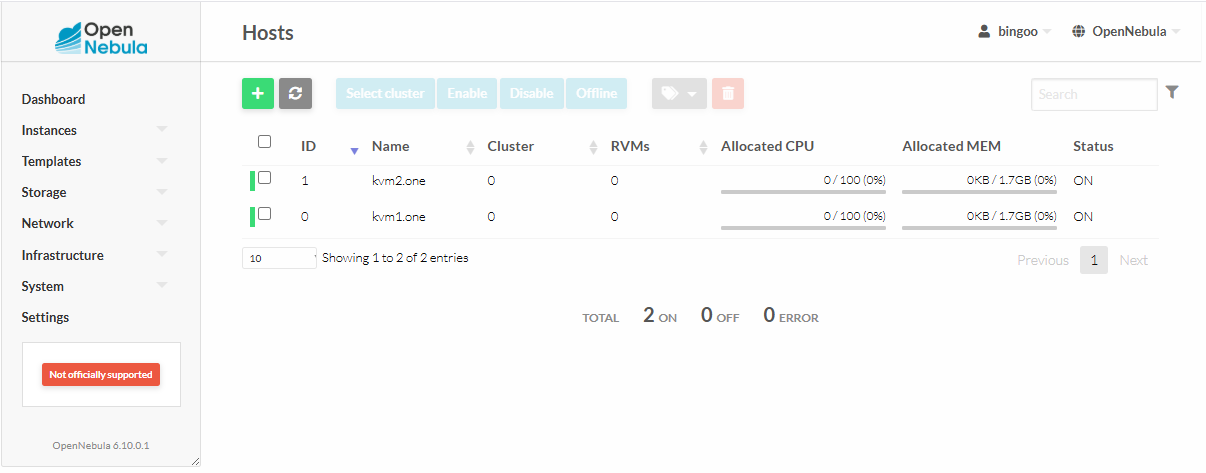 Open
Nebula
Hosts
bingoo
OpenNebula
Dashboard
Instances
Templates
Storage
Network
Infrastructure
System
Settings
Not officially supported
OpenNebula 6.10.0.1
+
Select cluster Enable Disable Offline
Search
ID Name Cluster RVMs Allocated CPU Allocated MEM Status
1 kvm2.one 0 0 0 / 100 (0%) 0KB / 1.7GB (0%) ON
0 kvm1.one 0 0 0 / 100 (0%) 0KB / 1.7GB (0%) ON
10 Showing 1 to 2 of 2 entries
Previous 1 Next
TOTAL 2 ON 0 OFF 0 ERROR